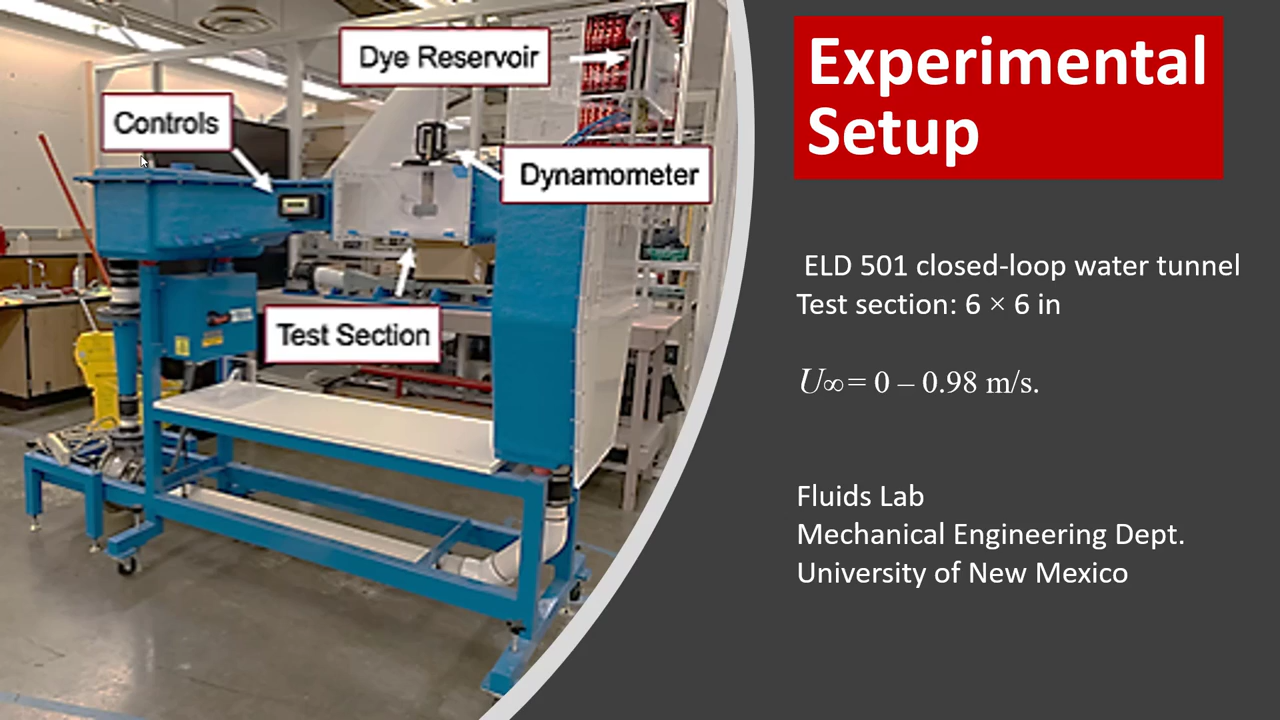 Experimental
Setup
Dye Reservoir
Controls
Dynamometer
Test Section
ELD 501 closed-loop water tunnel
Test section: 6 × 6 in
U∞ = 0 – 0.98 m/s.
Fluids Lab
Mechanical Engineering Dept.
University of New Mexico